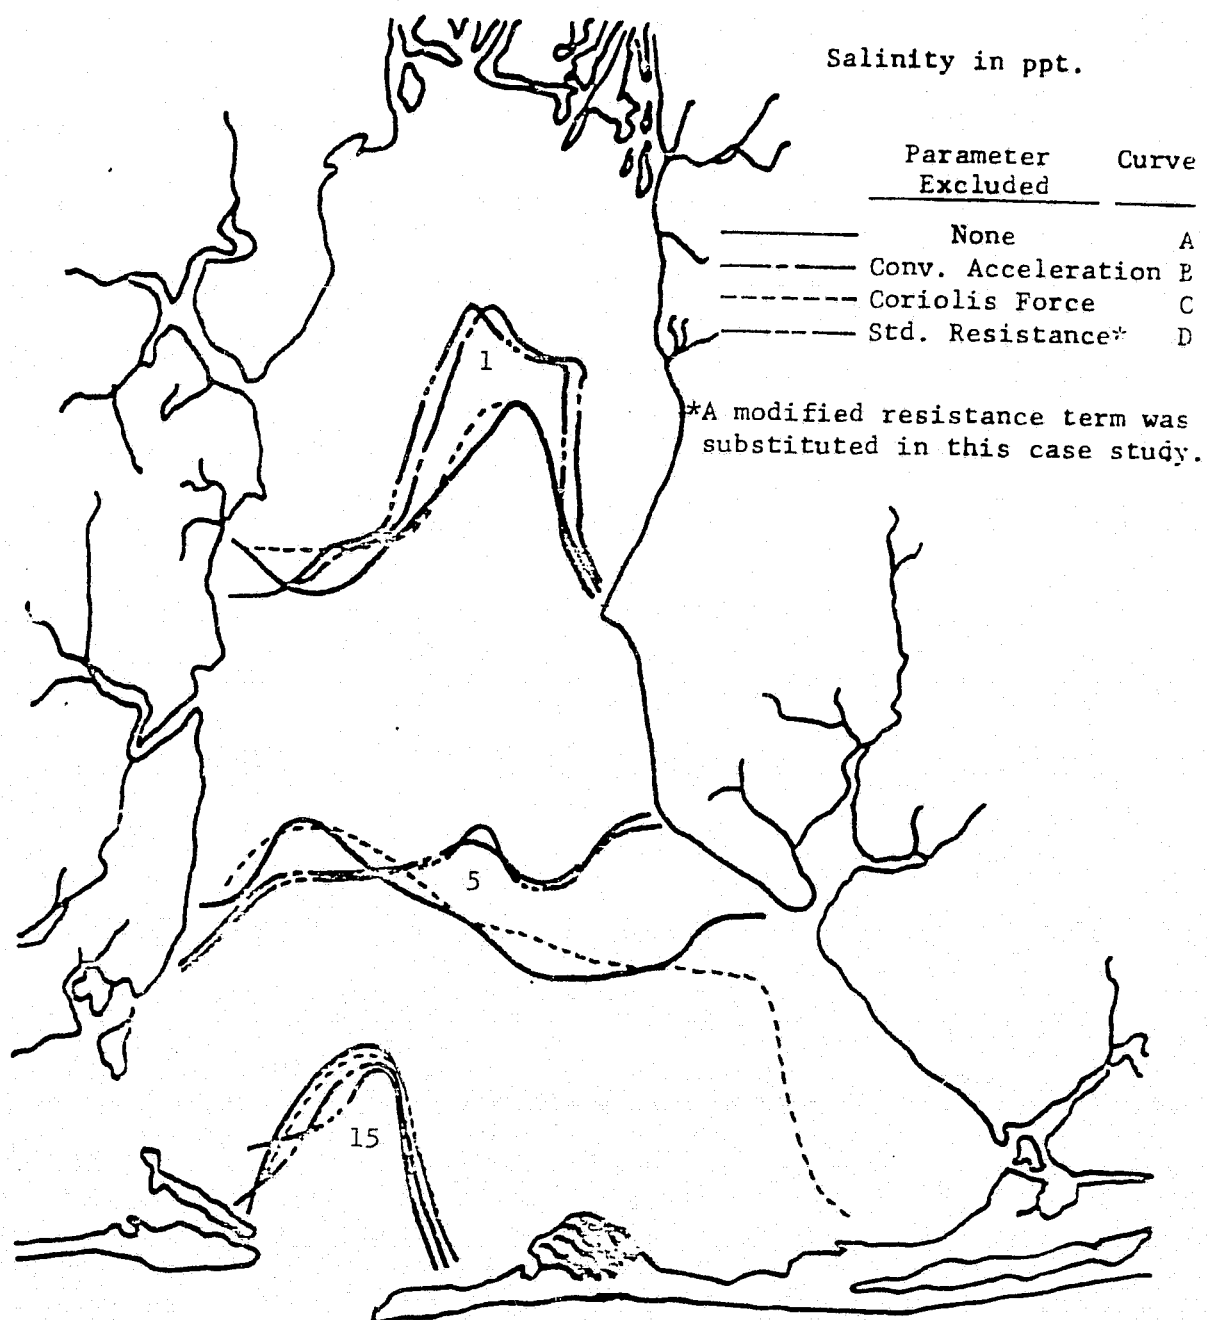 Salinity in ppt.
Parameter Curve
Excluded
None A
Conv. Acceleration B
Coriolis Force C
Std. Resistance* D
*A modified resistance term was
substituted in this case study.
1
5
15